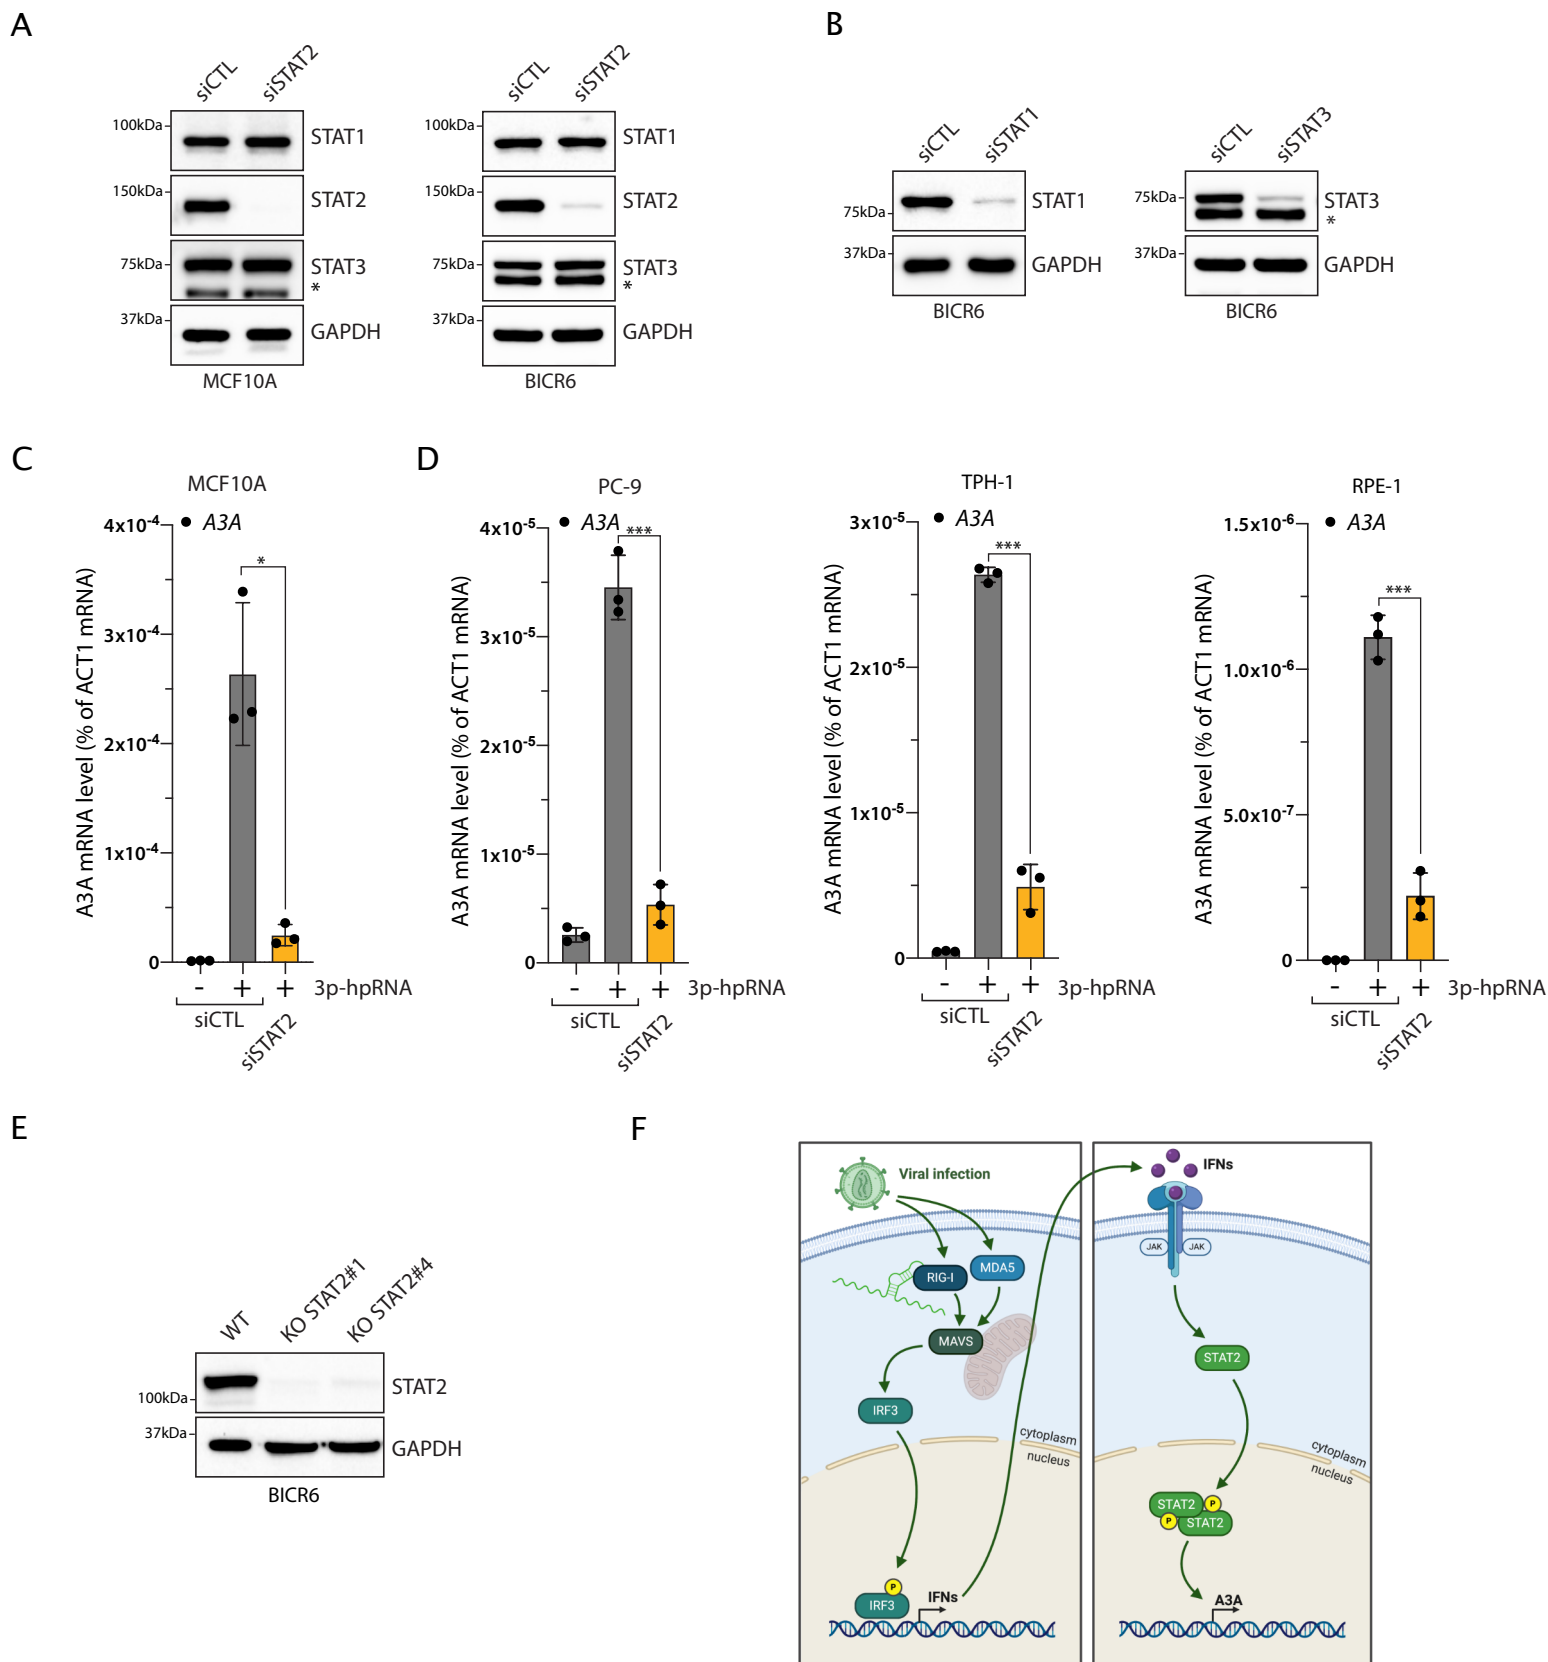 A
siCTL
siSTAT2
100kDa
STAT1
150kDa
STAT2
75kDa
STAT3
*
37kDa
GAPDH
MCF10A
siCTL
siSTAT2
100kDa
STAT1
150kDa
STAT2
75kDa
STAT3
*
37kDa
GAPDH
BICR6
B
siCTL
siSTAT1
75kDa
STAT1
37kDa
GAPDH
BICR6
siCTL
siSTAT3
75kDa
STAT3
*
37kDa
GAPDH
BICR6
C
MCF10A
A3A
A3A mRNA level (% of ACT1 mRNA)
4x10⁻⁴
3x10⁻⁴
2x10⁻⁴
1x10⁻⁴
0
*
- + + 3p-hpRNA
siCTL
siSTAT2
D
PC-9
A3A
A3A mRNA level (% of ACT1 mRNA)
4x10⁻⁵
3x10⁻⁵
2x10⁻⁵
1x10⁻⁵
0
***
- + + 3p-hpRNA
siCTL
siSTAT2
TPH-1
A3A
A3A mRNA level (% of ACT1 mRNA)
3x10⁻⁵
2x10⁻⁵
1x10⁻⁵
0
***
- + + 3p-hpRNA
siCTL
siSTAT2
RPE-1
A3A
A3A mRNA level (% of ACT1 mRNA)
1.5x10⁻⁶
1.0x10⁻⁶
5.0x10⁻⁷
0
***
- + + 3p-hpRNA
siCTL
siSTAT2
E
WT
KO STAT2#1
KO STAT2#4
100kDa
STAT2
37kDa
GAPDH
BICR6
F
Viral infection
RIG-I
MDA5
MAVS
IRF3
cytoplasm
nucleus
P
IRF3
IFNs
IFNs
JAK
JAK
STAT2
cytoplasm
nucleus
STAT2
P
P
STAT2
A3A